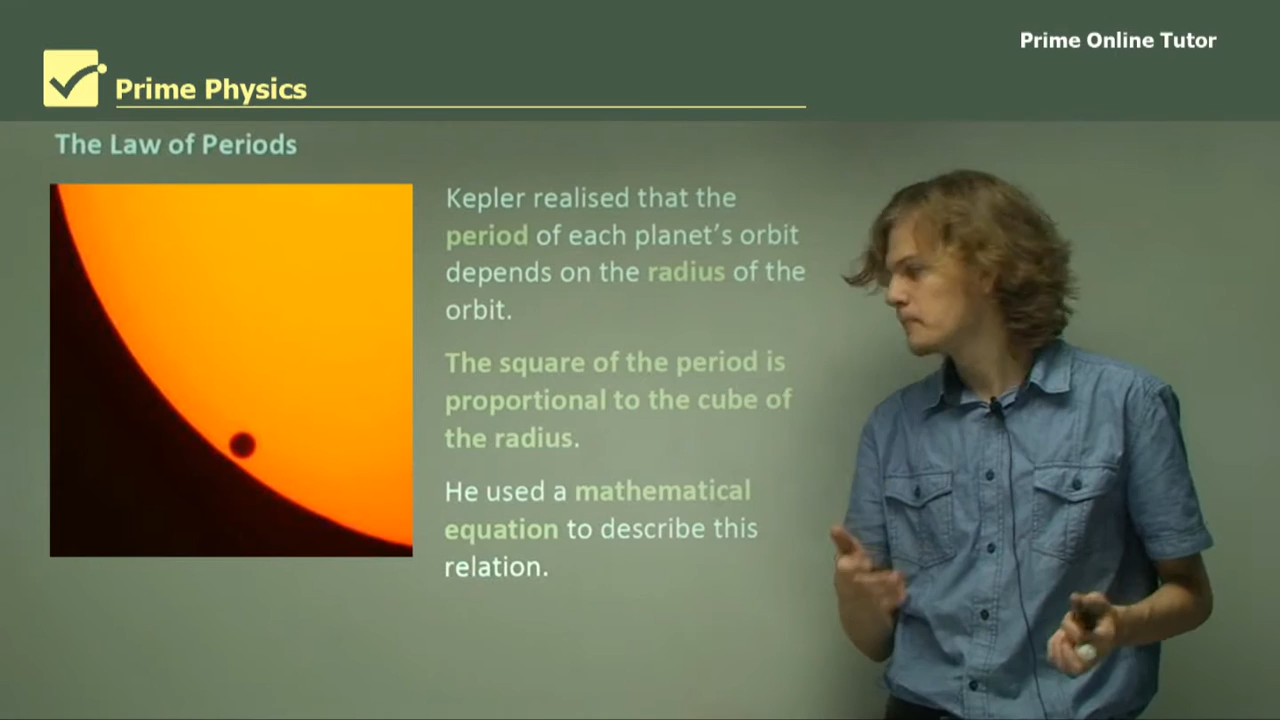 Prime Online Tutor
Prime Physics
The Law of Periods
Kepler realised that the
period of each planet’s orbit
depends on the radius of the
orbit.
The square of the period is
proportional to the cube of
the radius.
He used a mathematical
equation to describe this
relation.